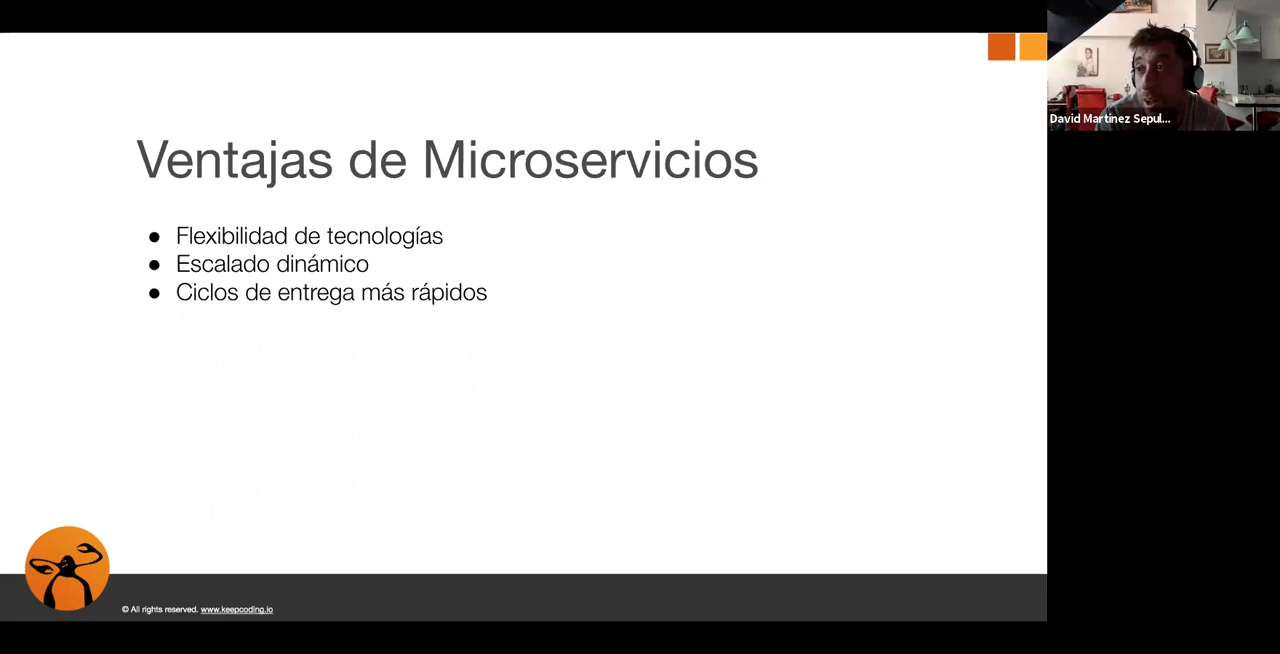 Ventajas de Microservicios
● Flexibilidad de tecnologías
● Escalado dinámico
● Ciclos de entrega más rápidos
© All rights reserved. www.keepcoding.io
David Martinez Sepul...